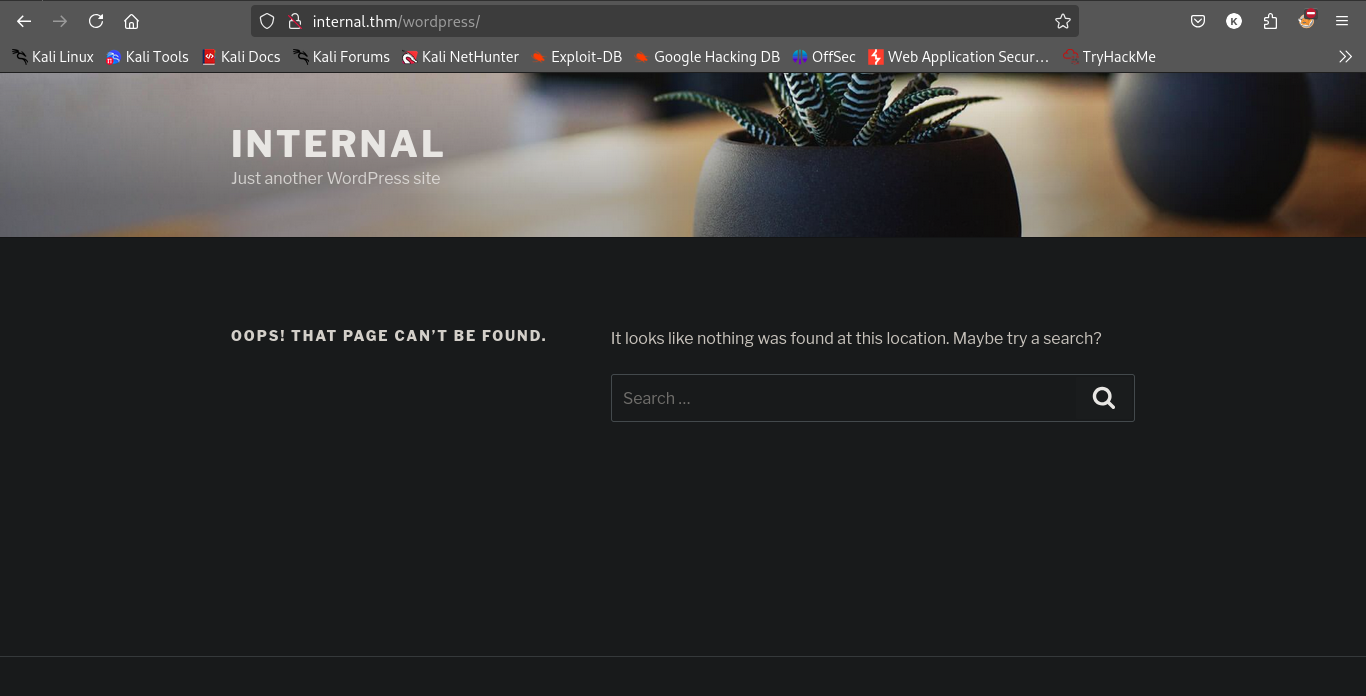 internal.thm/wordpress/
Kali Linux Kali Tools Kali Docs Kali Forums Kali NetHunter Exploit-DB Google Hacking DB OffSec Web Application Secur… TryHackMe
INTERNAL
Just another WordPress site
OOPS! THAT PAGE CAN’T BE FOUND.
It looks like nothing was found at this location. Maybe try a search?
Search …